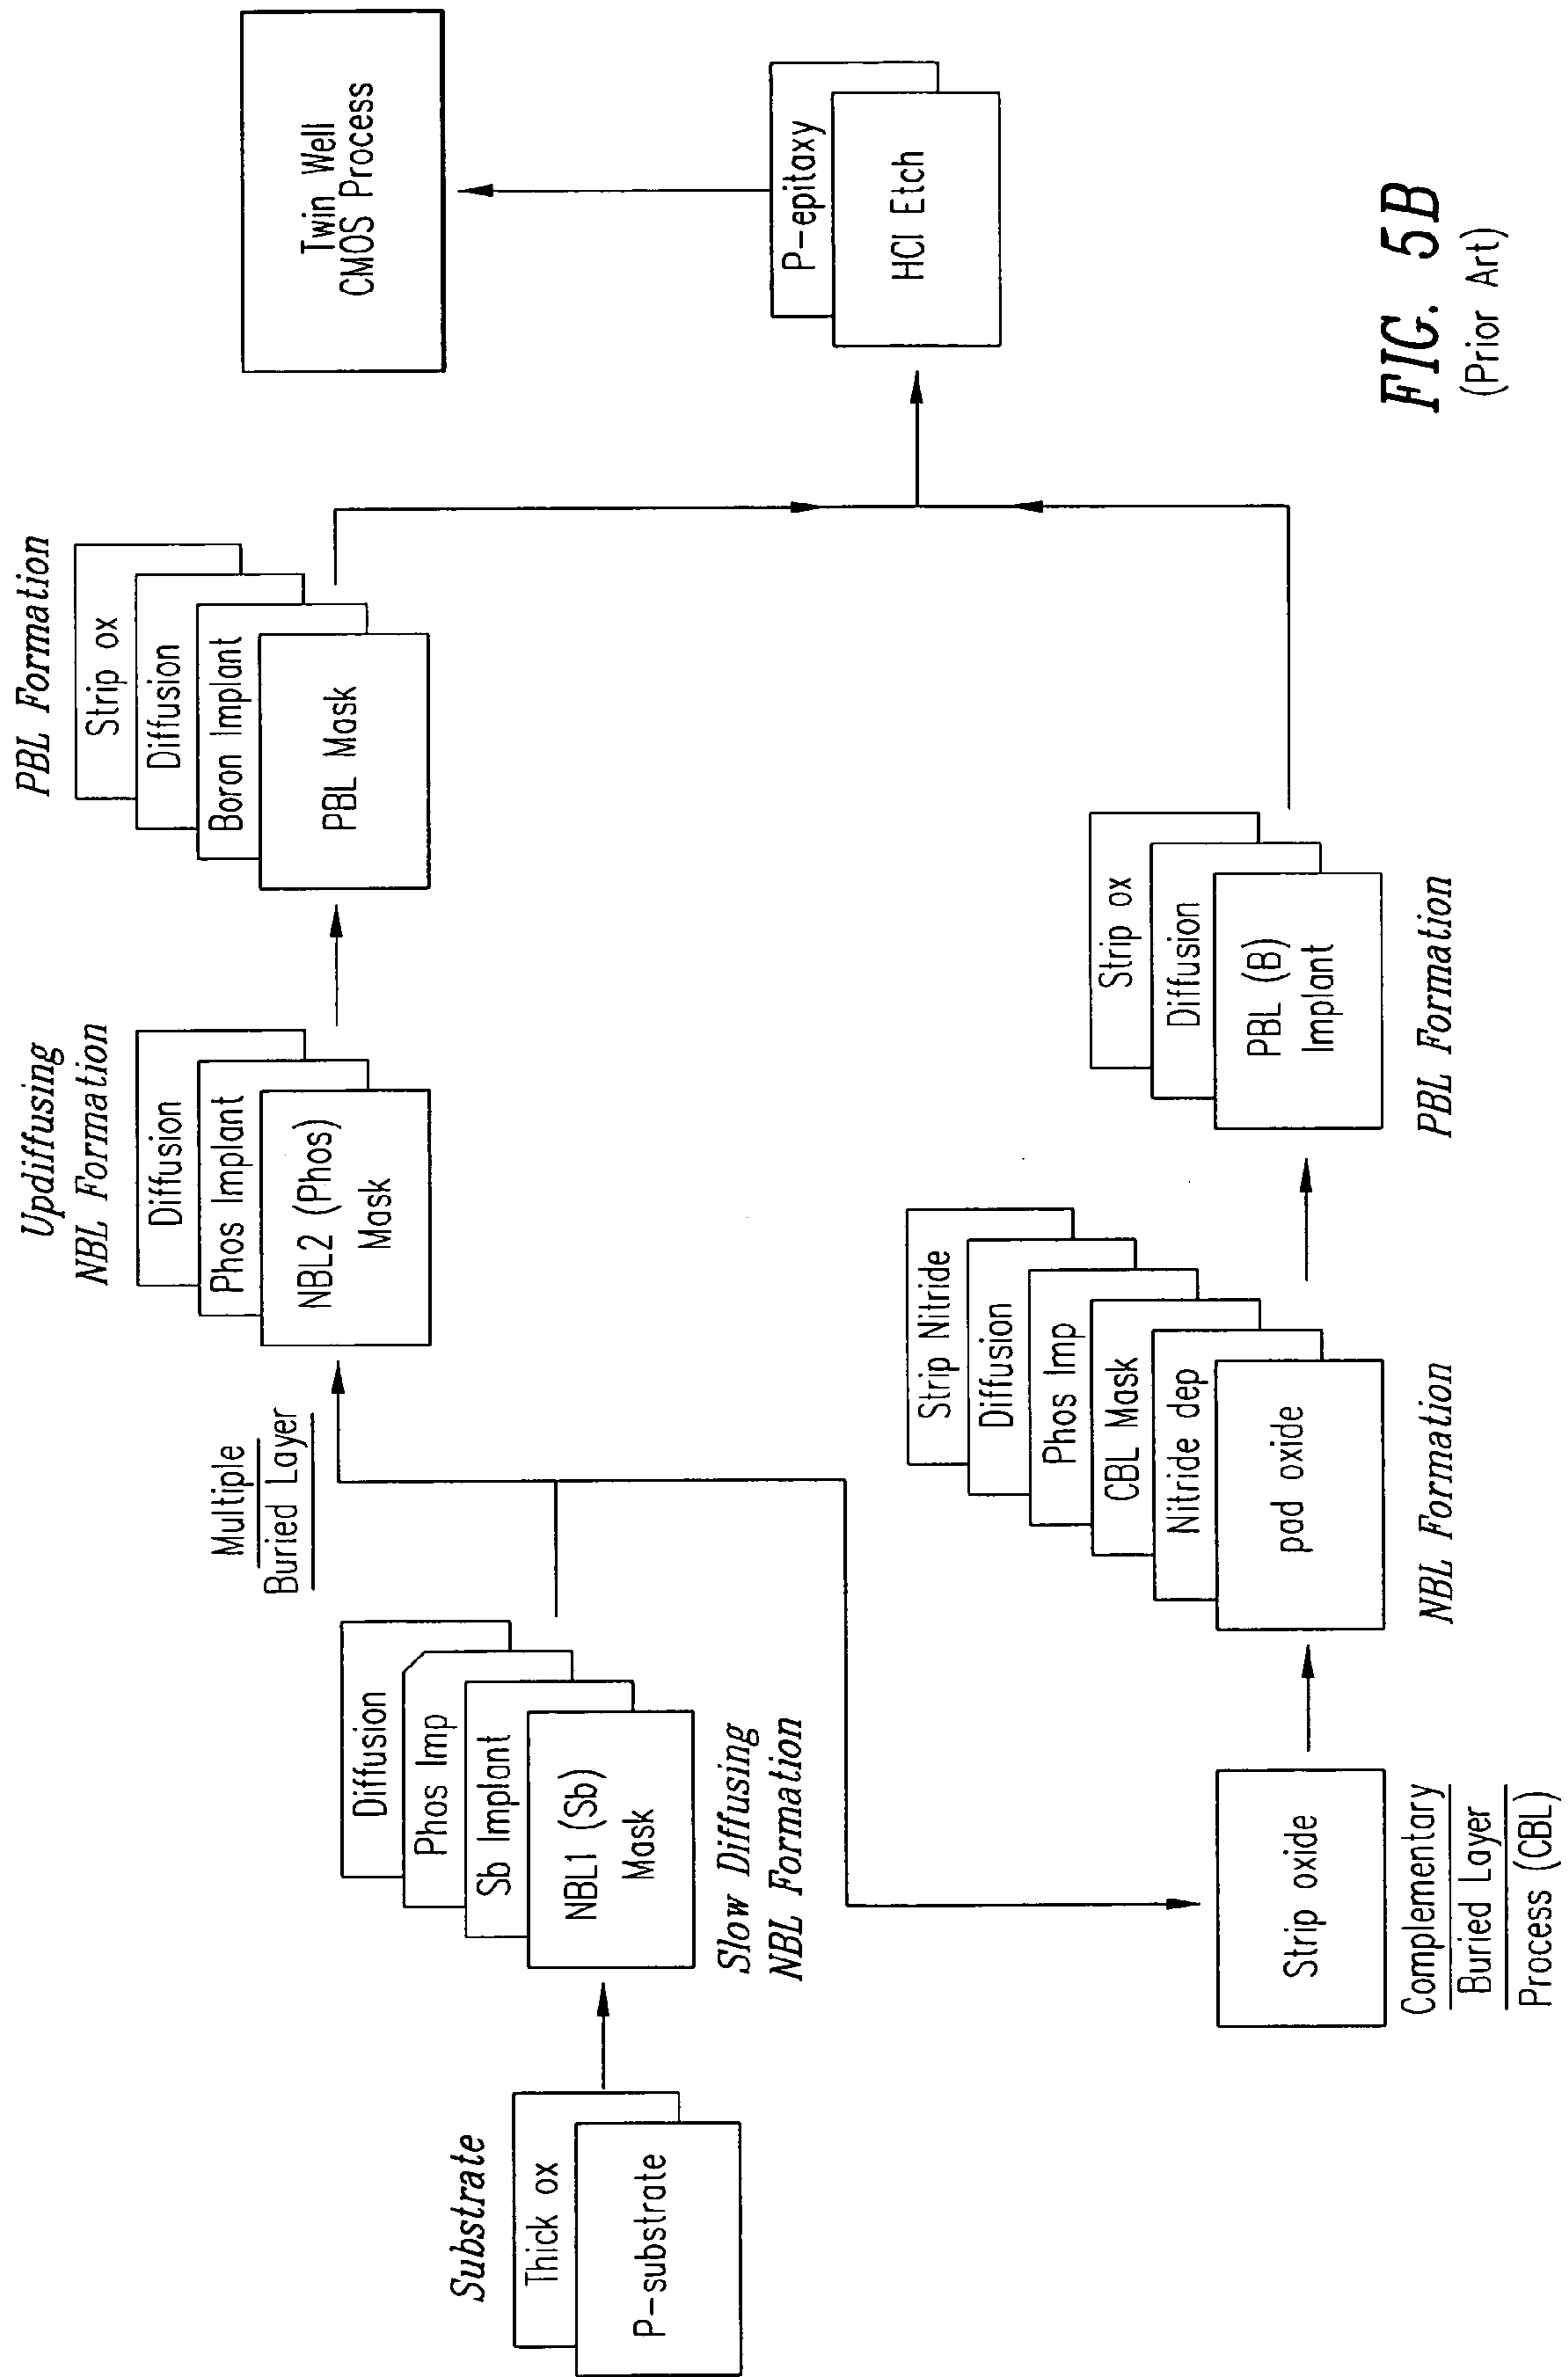 Substrate
Thick ox
P-substrate
Diffusion
Phos Imp
Sb Implant
NBL1 (Sb)
Mask
Slow Diffusing
NBL Formation
Multiple
Buried Layer
Updiffusing
NBL Formation
Diffusion
Phos Implant
NBL2 (Phos)
Mask
PBL Formation
Strip ox
Diffusion
Boron Implant
PBL Mask
Strip oxide
Complementary
Buried Layer
Process (CBL)
Strip Nitride
Diffusion
Phos Imp
CBL Mask
Nitride dep
pad oxide
NBL Formation
Strip ox
Diffusion
PBL (B)
Implant
PBL Formation
P-epitaxy
HCl Etch
Twin Well
CMOS Process
FIG. 5B
(Prior Art)